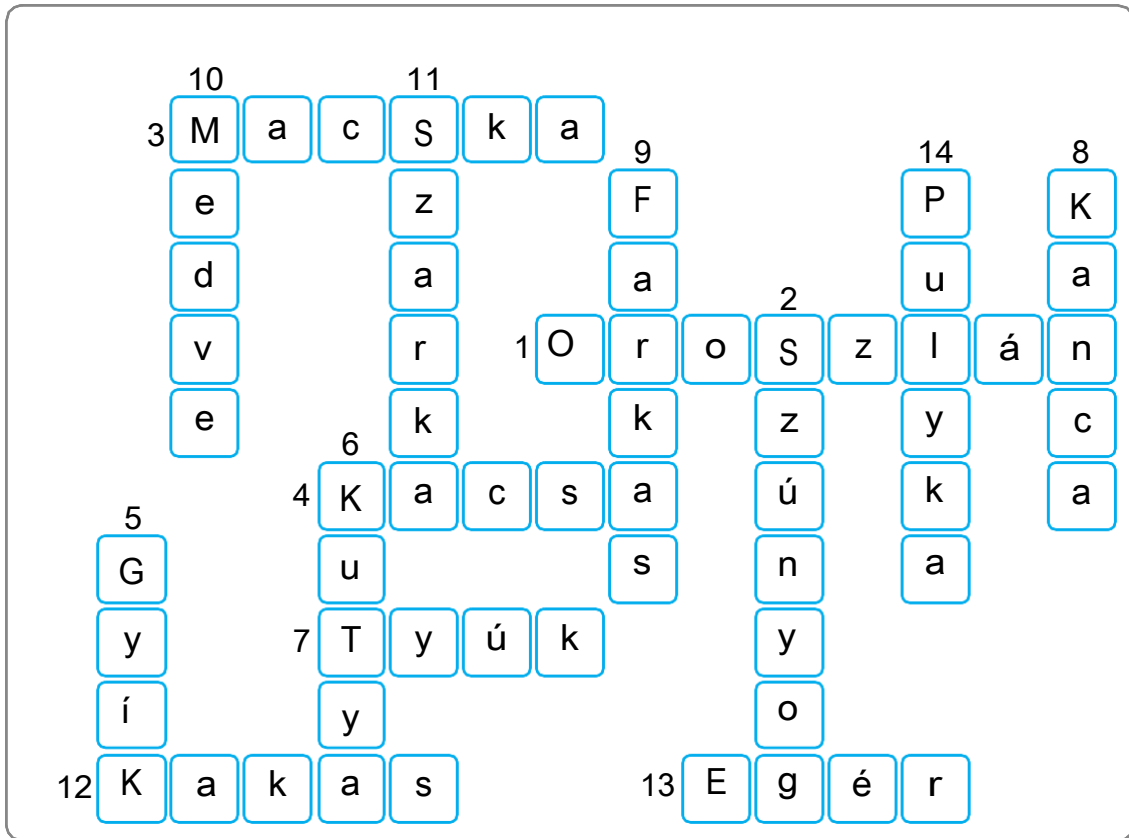 10 11
3 M a c S k a
9 14 8
e z F P K
d a a u a
2
v r 1 O r o S z l á n
e k k z y c
6
4 K a c s a ú k a
5
G u s n a
y 7 T y ú k y
í y o
12 K a k a s 13 E g é r